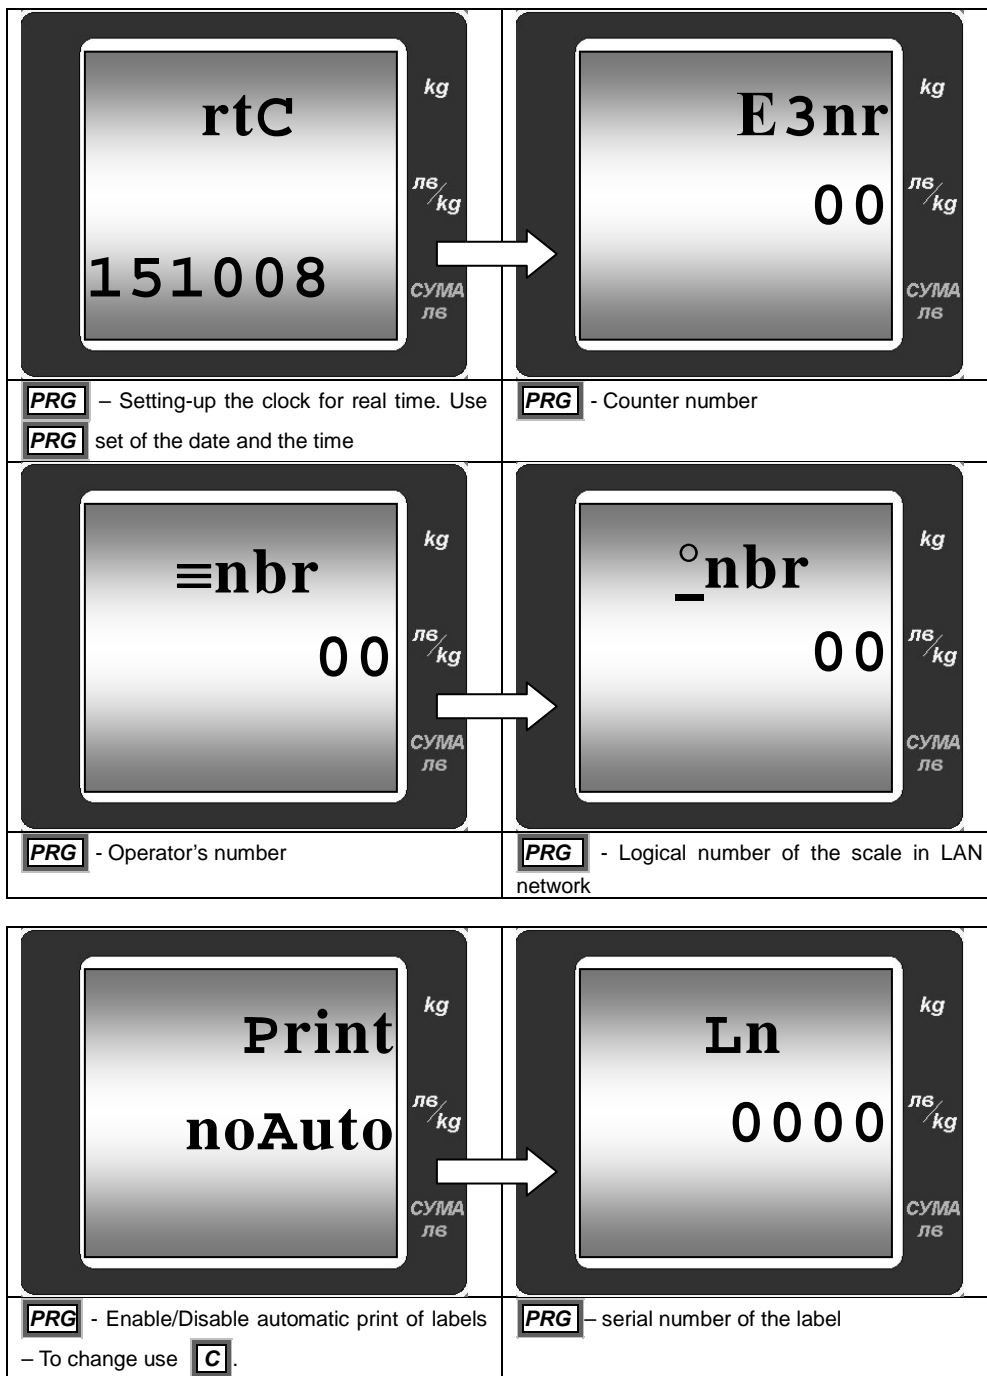 rtC
151008
kg
лв/kg
СУМА
лв
E3nr
00
kg
лв/kg
СУМА
лв
PRG – Setting-up the clock for real time. Use
PRG set of the date and the time
PRG - Counter number
≡nbr
00
kg
лв/kg
СУМА
лв
°nbr
00
kg
лв/kg
СУМА
лв
PRG - Operator's number
PRG - Logical number of the scale in LAN
network
Print
noAuto
kg
лв/kg
СУМА
лв
Ln
0000
kg
лв/kg
СУМА
лв
PRG - Enable/Disable automatic print of labels
– To change use C.
PRG – serial number of the label